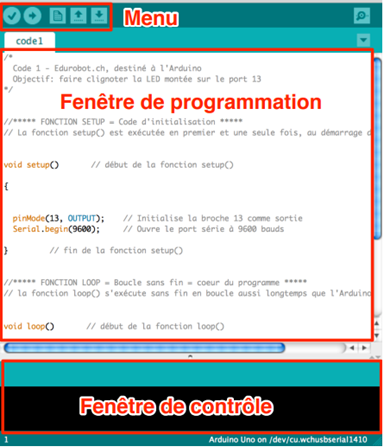 Menu
code1
/*
Code 1 - Edurobot.ch, destiné à l'Arduino
Objectif: faire clignoter la LED montée sur le port 13
*/
Fenêtre de programmation
//***** FONCTION SETUP = Code d'initialisation *****
// La fonction setup() est exécutée en premier et une seule fois, au démarrage d
void setup() // début de la fonction setup()
{
pinMode(13, OUTPUT); // Initialise la broche 13 comme sortie
Serial.begin(9600); // Ouvre le port série à 9600 bauds
} // fin de la fonction setup()
//***** FONCTION LOOP = Boucle sans fin = coeur du programme *****
// la fonction loop() s'exécute sans fin en boucle aussi longtemps que l'Arduino
void loop() // début de la fonction loop()
Fenêtre de contrôle
1 Arduino Uno on /dev/cu.wchusbserial1410